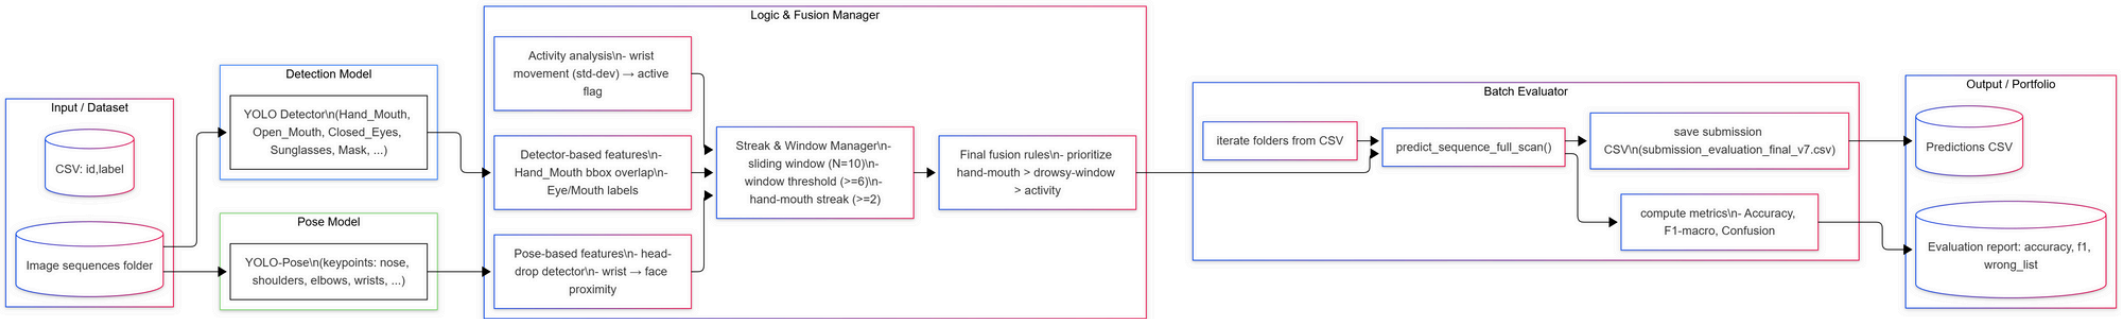 Input / Dataset
CSV: id,label
Image sequences folder
Detection Model
YOLO Detector\n(Hand_Mouth,
Open_Mouth, Closed_Eyes,
Sunglasses, Mask, ...)
Pose Model
YOLO-Pose\n(keypoints: nose,
shoulders, elbows, wrists, ...)
Logic & Fusion Manager
Activity analysis\n- wrist
movement (std-dev) → active
flag
Detector-based features\n-
Hand_Mouth bbox overlap\n-
Eye/Mouth labels
Pose-based features\n- head-
drop detector\n- wrist → face
proximity
Streak & Window Manager\n-
sliding window (N=10)\n-
window threshold (>=6)\n-
hand-mouth streak (>=2)
Final fusion rules\n- prioritize
hand-mouth > drowsy-window
> activity
Batch Evaluator
iterate folders from CSV
predict_sequence_full_scan()
save submission
CSV\n(submission_evaluation_final_v7.csv)
compute metrics\n- Accuracy,
F1-macro, Confusion
Output / Portfolio
Predictions CSV
Evaluation report: accuracy, f1,
wrong_list